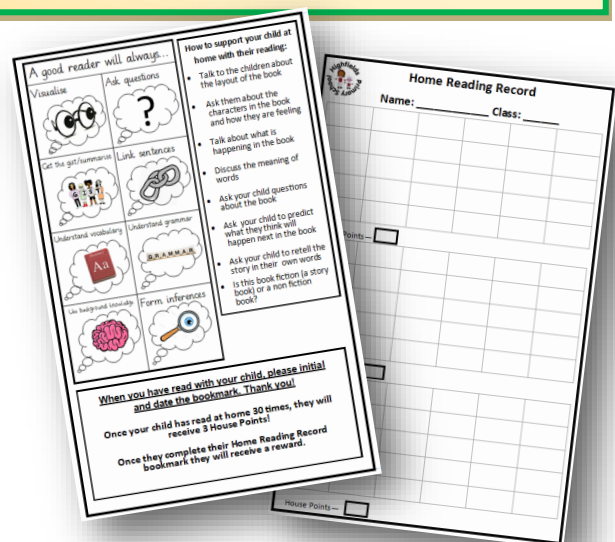 A good reader will always...
Visualise
Ask questions
?
Get the gist/summarise
Link sentences
GIST
Understand vocabulary
Understand grammar
Aa
GRAMMAR
Use background knowledge
Form inferences
How to support your child at
home with their reading:
• Talk to the children about
the layout of the book
• Ask them about the
characters in the book
and how they are feeling
• Talk about what is
happening in the book
• Discuss the meaning of
words
• Ask your child questions
about the book
• Ask your child to predict
what they think will
happen next in the book
• Ask your child to retell the
story in their own words
• Is this book fiction (a story
book) or a non fiction
book?
When you have read with your child, please initial
and date the bookmark. Thank you!
Once your child has read at home 30 times, they will
receive 3 House Points!
Once they complete their Home Reading Record
bookmark they will receive a reward.
Highfields
Primary School
Home Reading Record
Name: ____________ Class: ______
Points—
House Points—